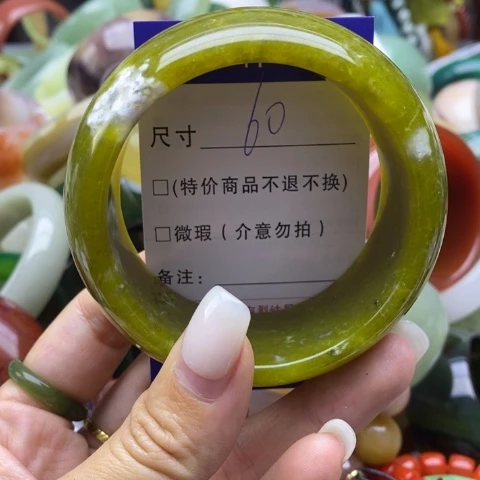 尺寸 60
□(特价商品不退不换)
□微瑕(介意勿拍)
备注: